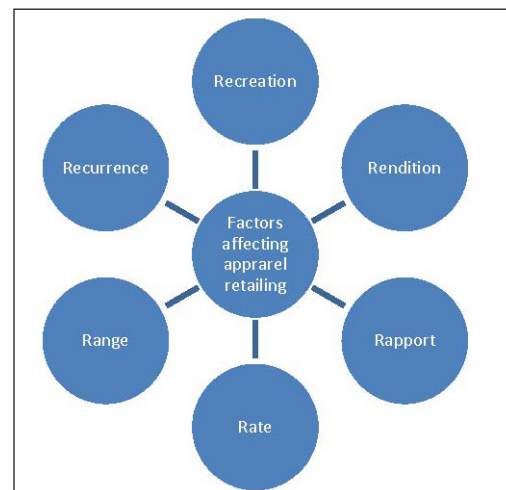 Recreation
Recurrence
Rendition
Factors
affecting
apprarel
retailing
Range
Rapport
Rate